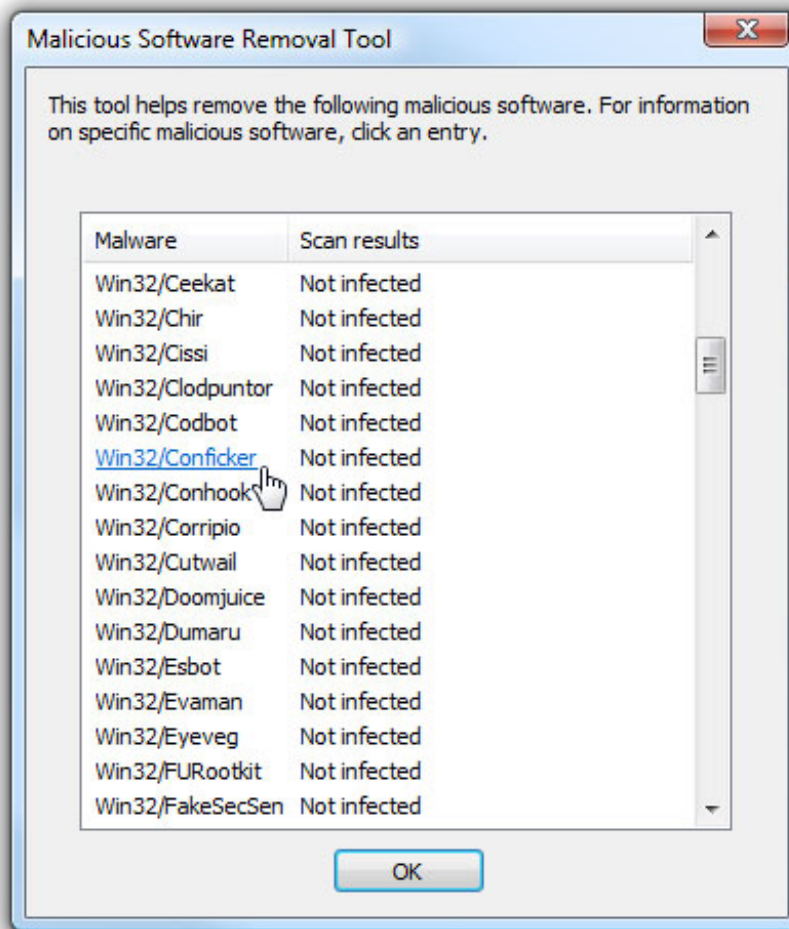 Malicious Software Removal Tool
This tool helps remove the following malicious software. For information
on specific malicious software, click an entry.
Malware Scan results
Win32/Ceekat Not infected
Win32/Chir Not infected
Win32/Cissi Not infected
Win32/Clodpuntor Not infected
Win32/Codbot Not infected
Win32/Conficker Not infected
Win32/Conhook Not infected
Win32/Corripio Not infected
Win32/Cutwail Not infected
Win32/Doomjuice Not infected
Win32/Dumaru Not infected
Win32/Esbot Not infected
Win32/Evaman Not infected
Win32/Eyeveg Not infected
Win32/FURootkit Not infected
Win32/FakeSecSen Not infected
OK